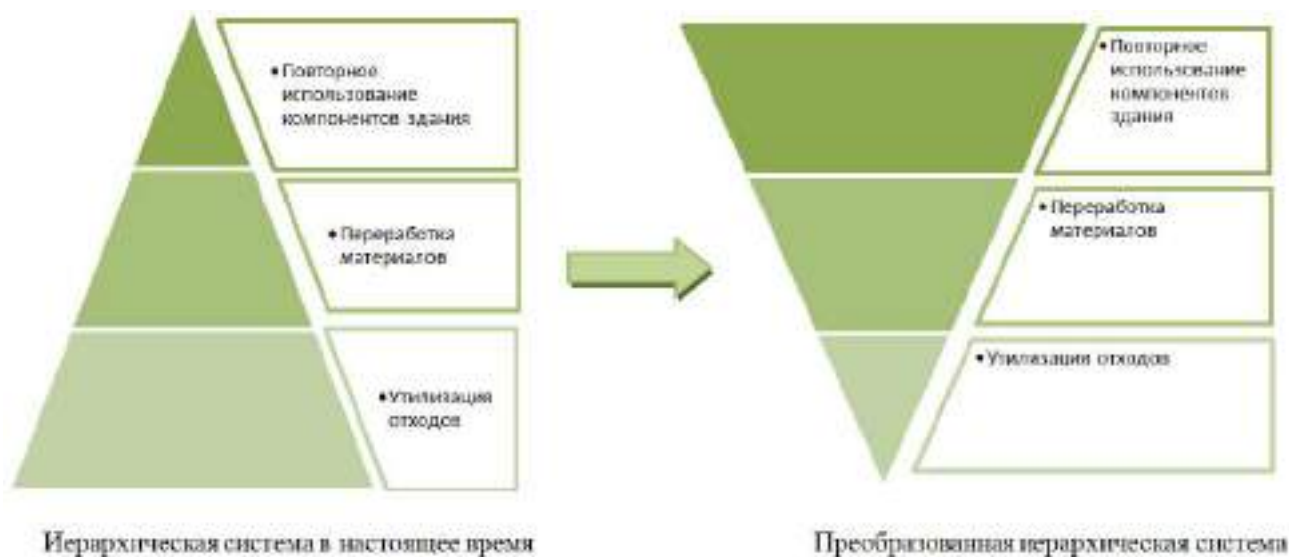 • Повторное
использование
компонентов здания
• Переработка
материалов
• Утилизация
отходов
Иерархическая система в настоящее время
• Повторное
использование
компонентов
здания
• Переработка
материалов
• Утилизация отходов
Преобразованная иерархическая система